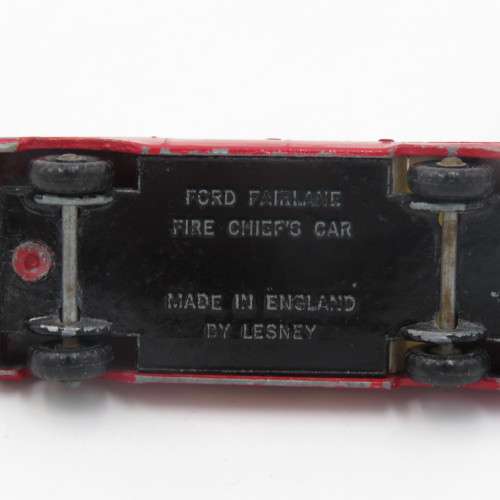 FORD FAIRLANE
FIRE CHIEF'S CAR
MADE IN ENGLAND
BY LESNEY